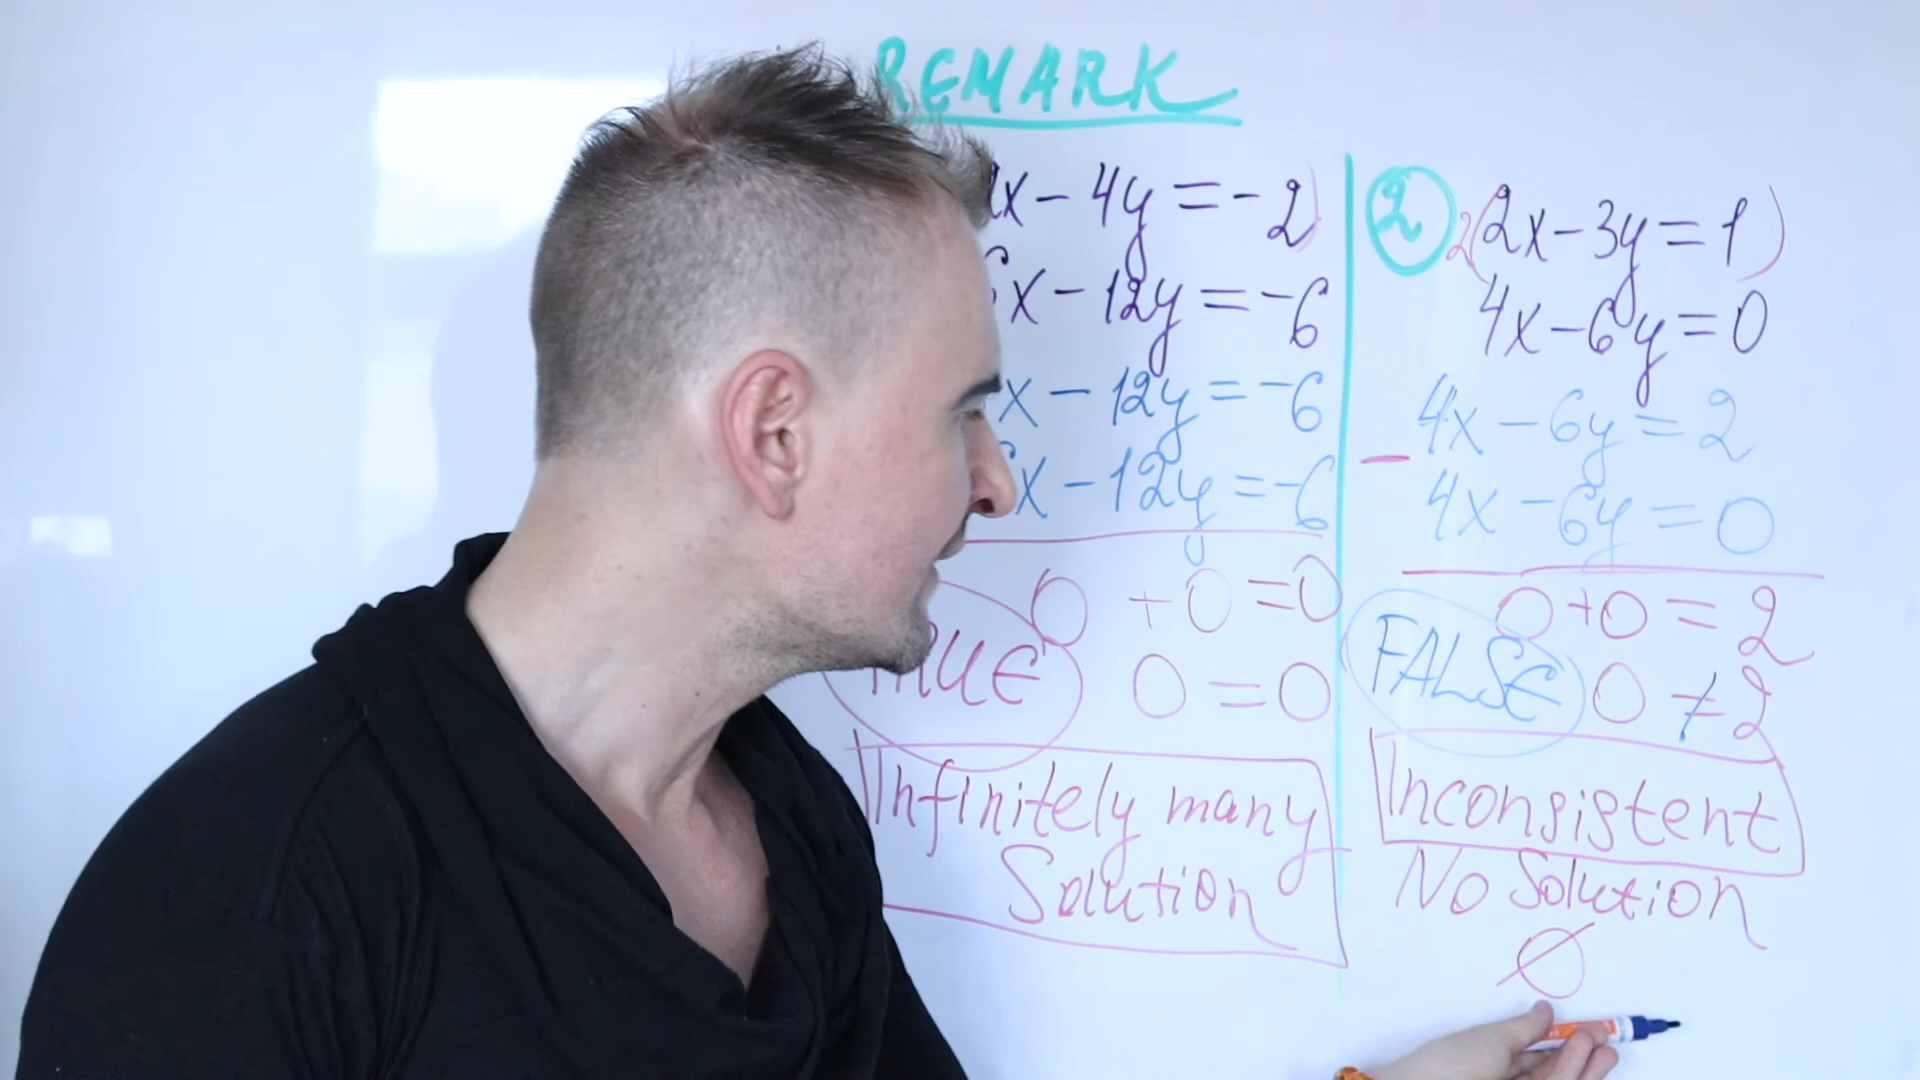 REMARK
x - 4y = -2
x - 12y = -6
x - 12y = -6
x - 12y = -6
0 + 0 = 0
TRUE 0 = 0
Infinitely many
Solution
2 2(2x - 3y = 1)
4x - 6y = 0
- 4x - 6y = 2
4x - 6y = 0
0 + 0 = 2
FALSE 0 ≠ 2
Inconsistent
No Solution
∅